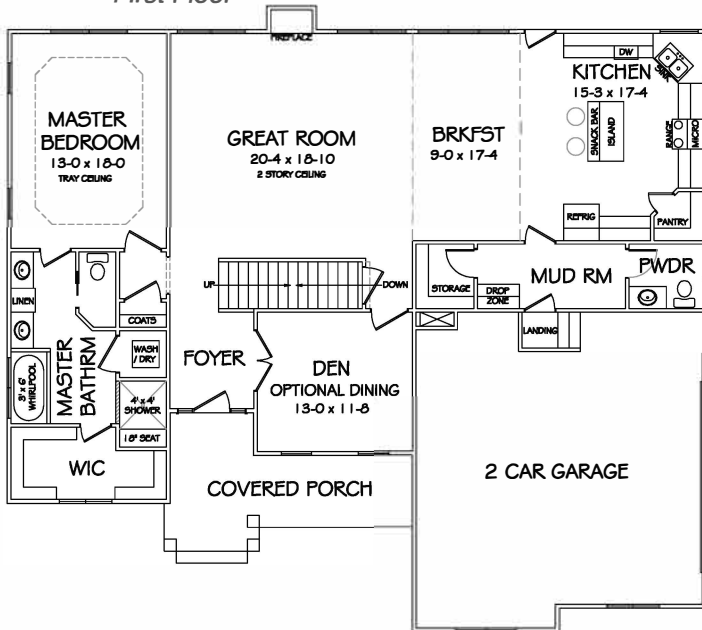 First Floor
FIREPLACE
DW
SINK
KITCHEN
15-3 x 17-4
MASTER
BEDROOM
13-0 x 18-0
TRAY CEILING
GREAT ROOM
20-4 x 18-10
2 STORY CEILING
BRKFST
9-0 x 17-4
SNACK BAR
ISLAND
RANGE
MICRO
REFRIG
PANTRY
LINEN
UP
DOWN
STORAGE
DROP
ZONE
MUD RM
PWDR
COATS
LANDING
WASH
/ DRY
FOYER
DEN
OPTIONAL DINING
13-0 x 11-8
3' x 6'
WHIRLPOOL
MASTER
BATHRM
4' x 4'
SHOWER
18" SEAT
WIC
COVERED PORCH
2 CAR GARAGE